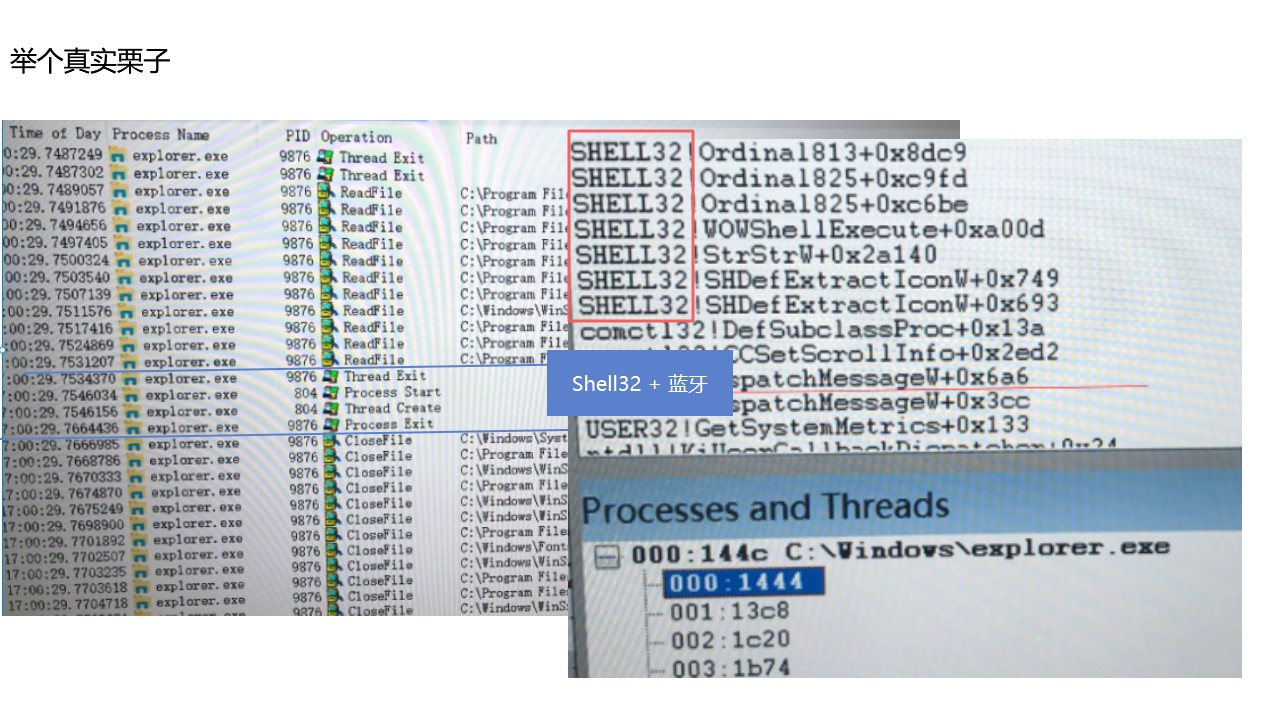 举个真实栗子
Time of Day Process Name PID Operation Path
0:29.7487249 explorer.exe 9876 Thread Exit
00:29.7487302 explorer.exe 9876 Thread Exit
00:29.7489057 explorer.exe 9876 ReadFile C:\Program Fil
00:29.7491876 explorer.exe 9876 ReadFile C:\Program File
00:29.7494656 explorer.exe 9876 ReadFile C:\Program File
00:29.7497405 explorer.exe 9876 ReadFile C:\Program File
00:29.7500324 explorer.exe 9876 ReadFile C:\Program File
00:29.7503540 explorer.exe 9876 ReadFile C:\Program File
00:29.7507139 explorer.exe 9876 ReadFile C:\Program File
:00:29.7511576 explorer.exe 9876 ReadFile C:\Windows\WinS
:00:29.7517416 explorer.exe 9876 ReadFile C:\Program File
:00:29.7524869 explorer.exe 9876 ReadFile C:\Program File
:00:29.7531207 explorer.exe 9876 ReadFile C:\Program F
:00:29.7534370 explorer.exe 9876 Thread Exit
:00:29.7546034 explorer.exe 804 Process Start
:00:29.7546156 explorer.exe 804 Thread Create
:00:29.7664436 explorer.exe 9876 Process Exit
7:00:29.7666985 explorer.exe 9876 CloseFile C:\Windows\Syst
7:00:29.7668786 explorer.exe 9876 CloseFile C:\Program File
7:00:29.7670333 explorer.exe 9876 CloseFile C:\Windows\WinS
7:00:29.7674870 explorer.exe 9876 CloseFile C:\Program File
17:00:29.7675249 explorer.exe 9876 CloseFile C:\Windows\WinS
17:00:29.7698900 explorer.exe 9876 CloseFile C:\Windows\WinS
17:00:29.7701892 explorer.exe 9876 CloseFile C:\Program File
17:00:29.7702507 explorer.exe 9876 CloseFile C:\Windows\Font
17:00:29.7703235 explorer.exe 9876 CloseFile C:\Windows\WinS
17:00:29.7703618 explorer.exe 9876 CloseFile C:\Program File
17:00:29.7704718 explorer.exe 9876 CloseFile C:\Windows\WinS
9876 CloseFile
SHELL32!Ordinal813+0x8dc9
SHELL32!Ordinal825+0xc9fd
SHELL32!Ordinal825+0xc6be
SHELL32!WOWShellExecute+0xa00d
SHELL32!StrStrW+0x2a140
SHELL32!SHDefExtractIconW+0x749
SHELL32!SHDefExtractIconW+0x693
comctl32!DefSubclassProc+0x13a
CCSetScrollInfo+0x2ed2
spatchMessageW+0x6a6
spatchMessageW+0x3cc
USER32!GetSystemMetrics+0x133
Shell32 + 蓝牙
Processes and Threads
000:144c C:\Windows\explorer.exe
000:1444
001:13c8
002:1c20
003:1b74